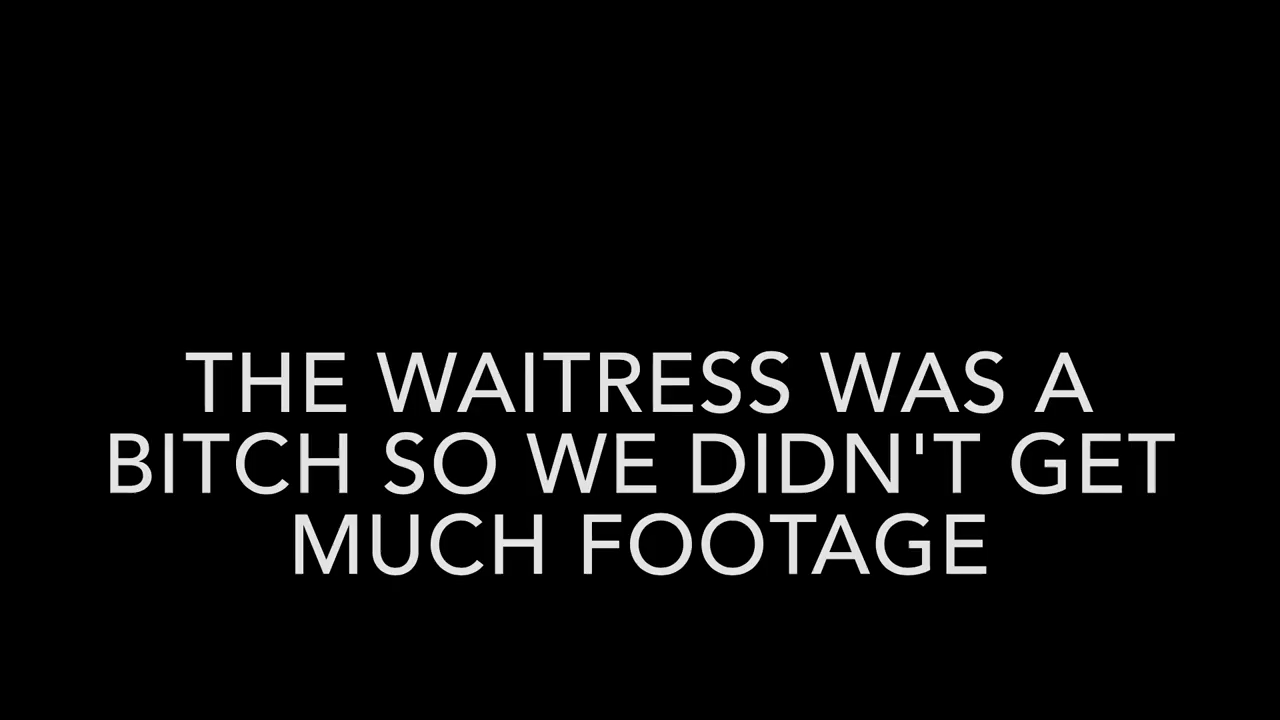 THE WAITRESS WAS A
BITCH SO WE DIDN'T GET
MUCH FOOTAGE